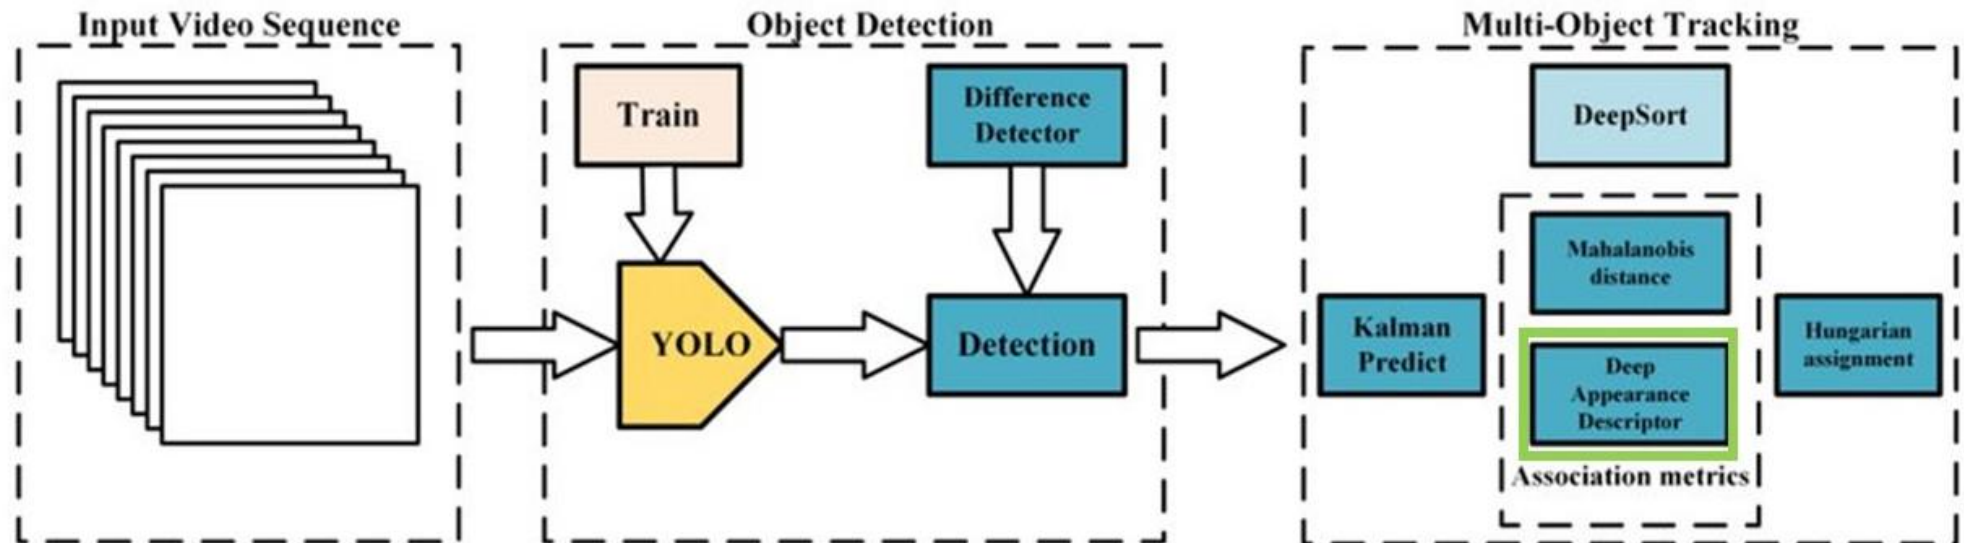 Input Video Sequence
Object Detection
Multi-Object Tracking
Train
Difference
Detector
DeepSort
YOLO
Detection
Kalman
Predict
Mahalanobis
distance
Deep
Appearance
Descriptor
Association metrics
Hungarian
assignment